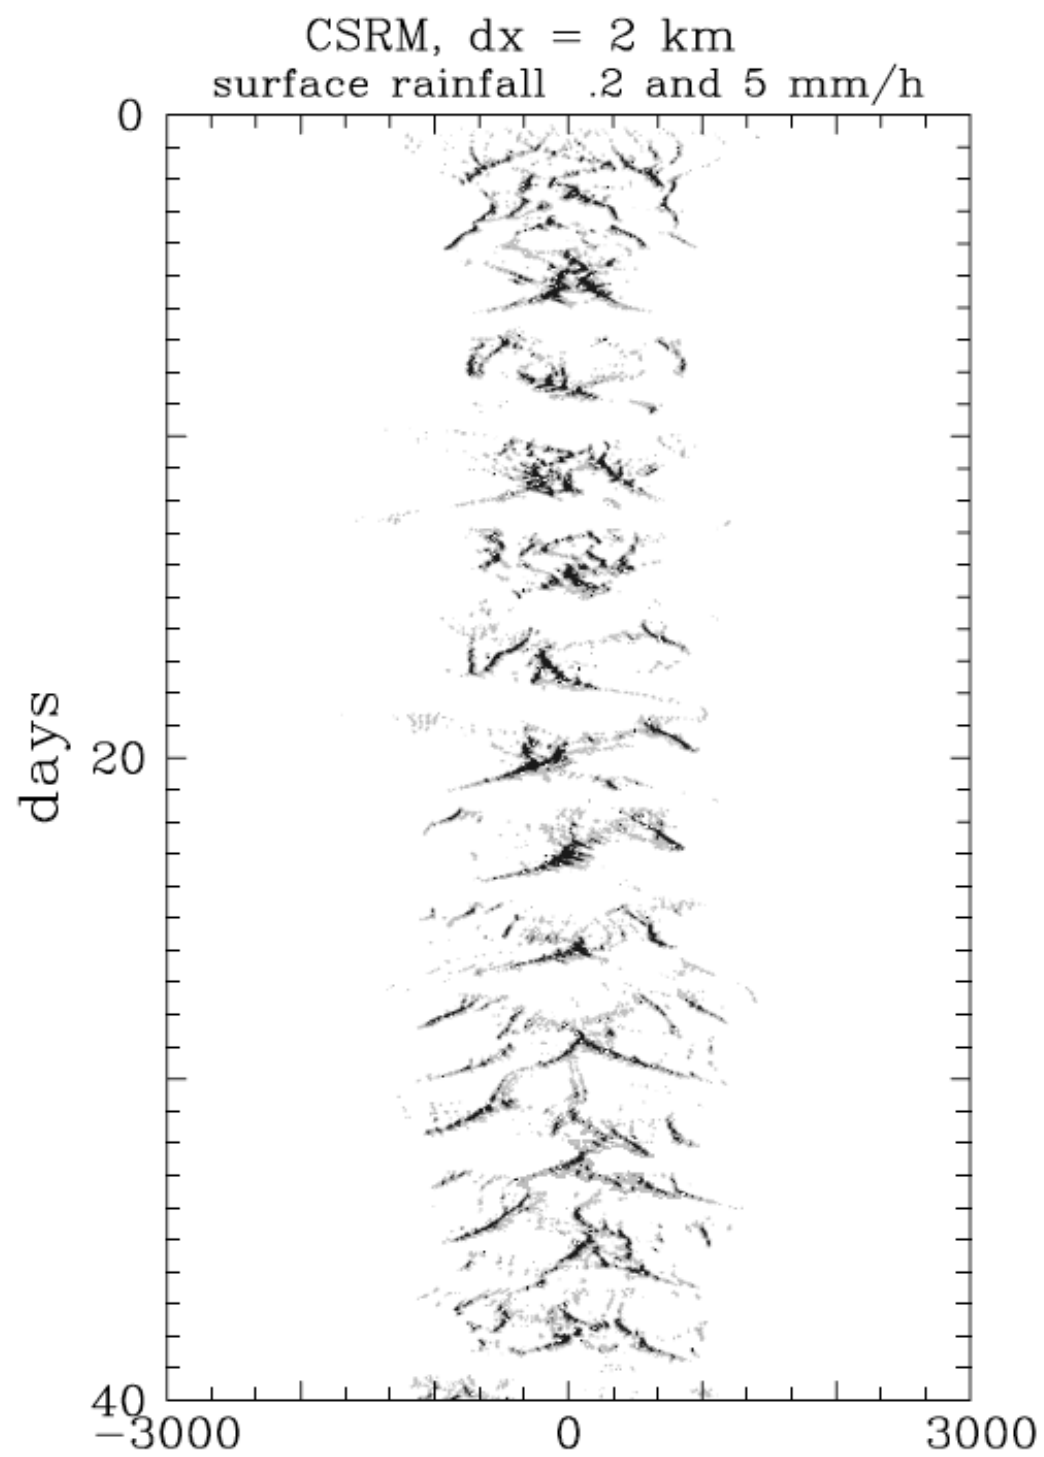 CSRM, dx = 2 km
surface rainfall .2 and 5 mm/h
0
days
20
40
−3000 0 3000